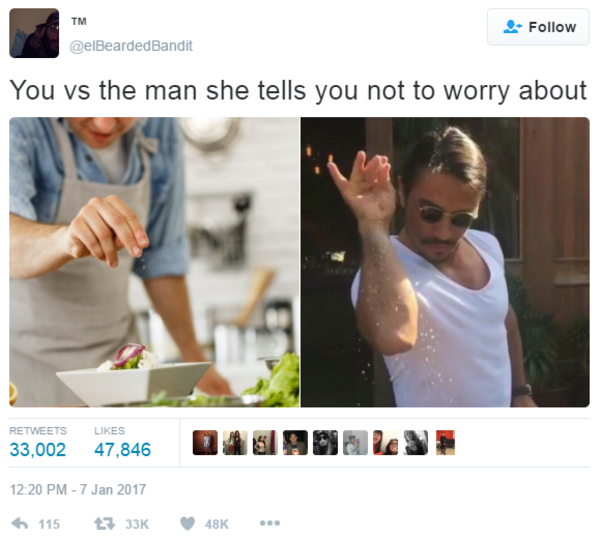 TM
@elBeardedBandit
Follow
You vs the man she tells you not to worry about
RETWEETS LIKES
33,002 47,846
12:20 PM - 7 Jan 2017
115 33K 48K